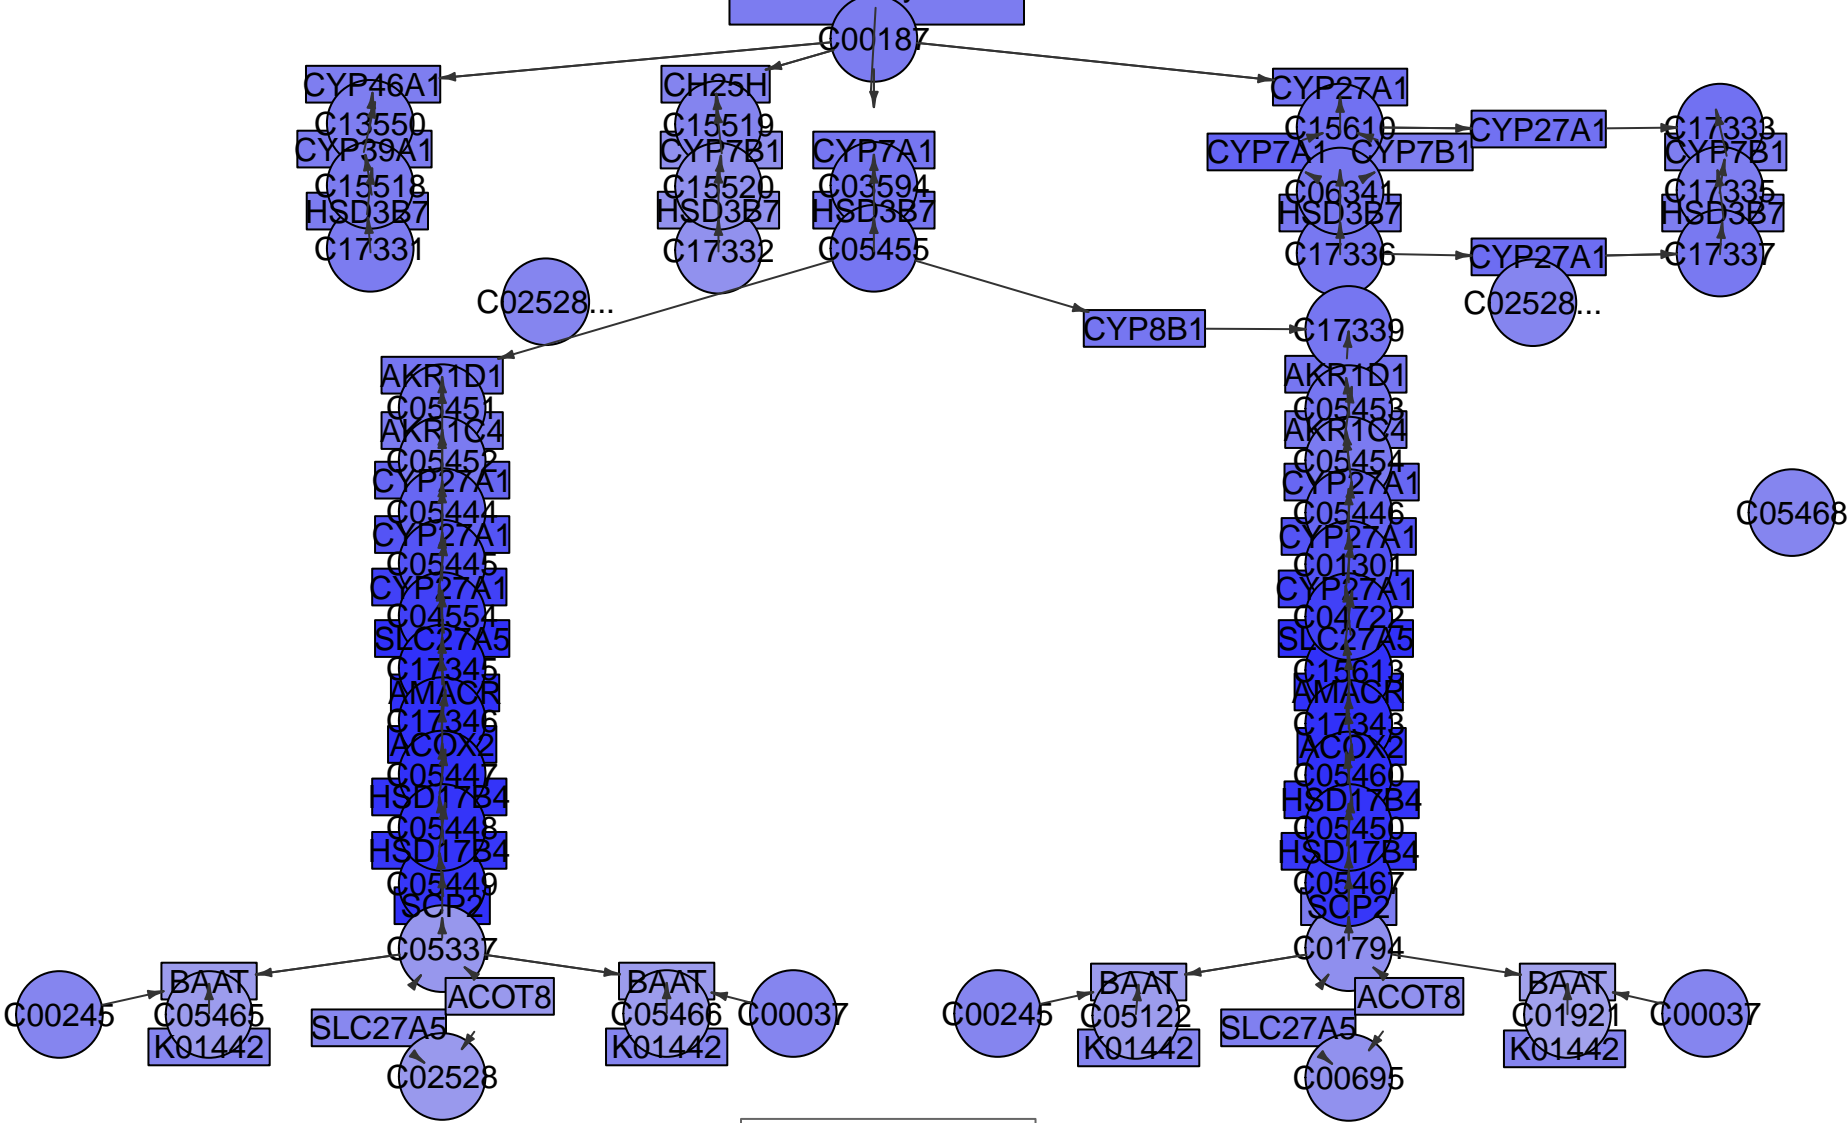 C00187
CYP46A1
C13550
CYP39A1
C15518
HSD3B7
C17331
CH25H
C15519
CYP7B1
C15520
HSD3B7
C17332
CYP7A1
C03594
HSD3B7
C05455
CYP27A1
C15610
CYP7A1
CYP7B1
C06341
HSD3B7
C17336
CYP27A1
CYP27A1
C17333
CYP7B1
C17335
HSD3B7
C17337
C02528...
C02528...
CYP8B1
C17339
AKR1D1
C05451
AKR1C4
C05452
CYP27A1
C05444
CYP27A1
C05445
CYP27A1
C04554
SLC27A5
C17345
AMACR
C17346
ACOX2
C05447
HSD17B4
C05448
HSD17B4
C05449
SCP2
C05337
AKR1D1
C05453
AKR1C4
C05454
CYP27A1
C05446
CYP27A1
C01301
CYP27A1
C04722
SLC27A5
C15613
AMACR
C17343
ACOX2
C05460
HSD17B4
C05450
HSD17B4
C05467
SCP2
C01794
C05468
C00245
BAAT
C05465
K01442
SLC27A5
ACOT8
C02528
BAAT
C05466
K01442
C00037
C00245
BAAT
C05122
K01442
SLC27A5
ACOT8
C00695
BAAT
C01921
K01442
C00037